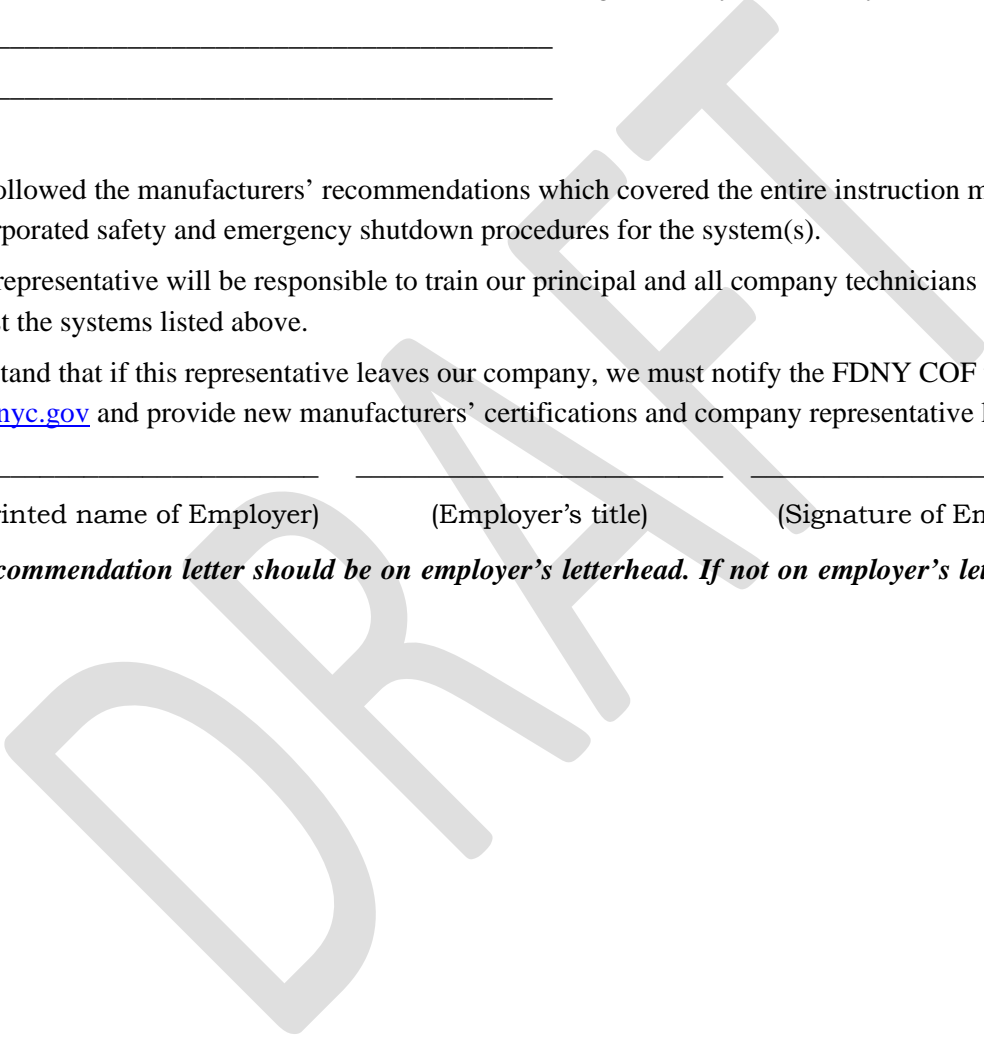 ollowed the manufacturers’ recommendations which covered the entire instruction m
rporated safety and emergency shutdown procedures for the system(s).
representative will be responsible to train our principal and all company technicians
t the systems listed above.
tand that if this representative leaves our company, we must notify the FDNY COF
nyc.gov and provide new manufacturers’ certifications and company representative l
rinted name of Employer) (Employer’s title) (Signature of Em
commendation letter should be on employer’s letterhead. If not on employer’s let
DRAFT